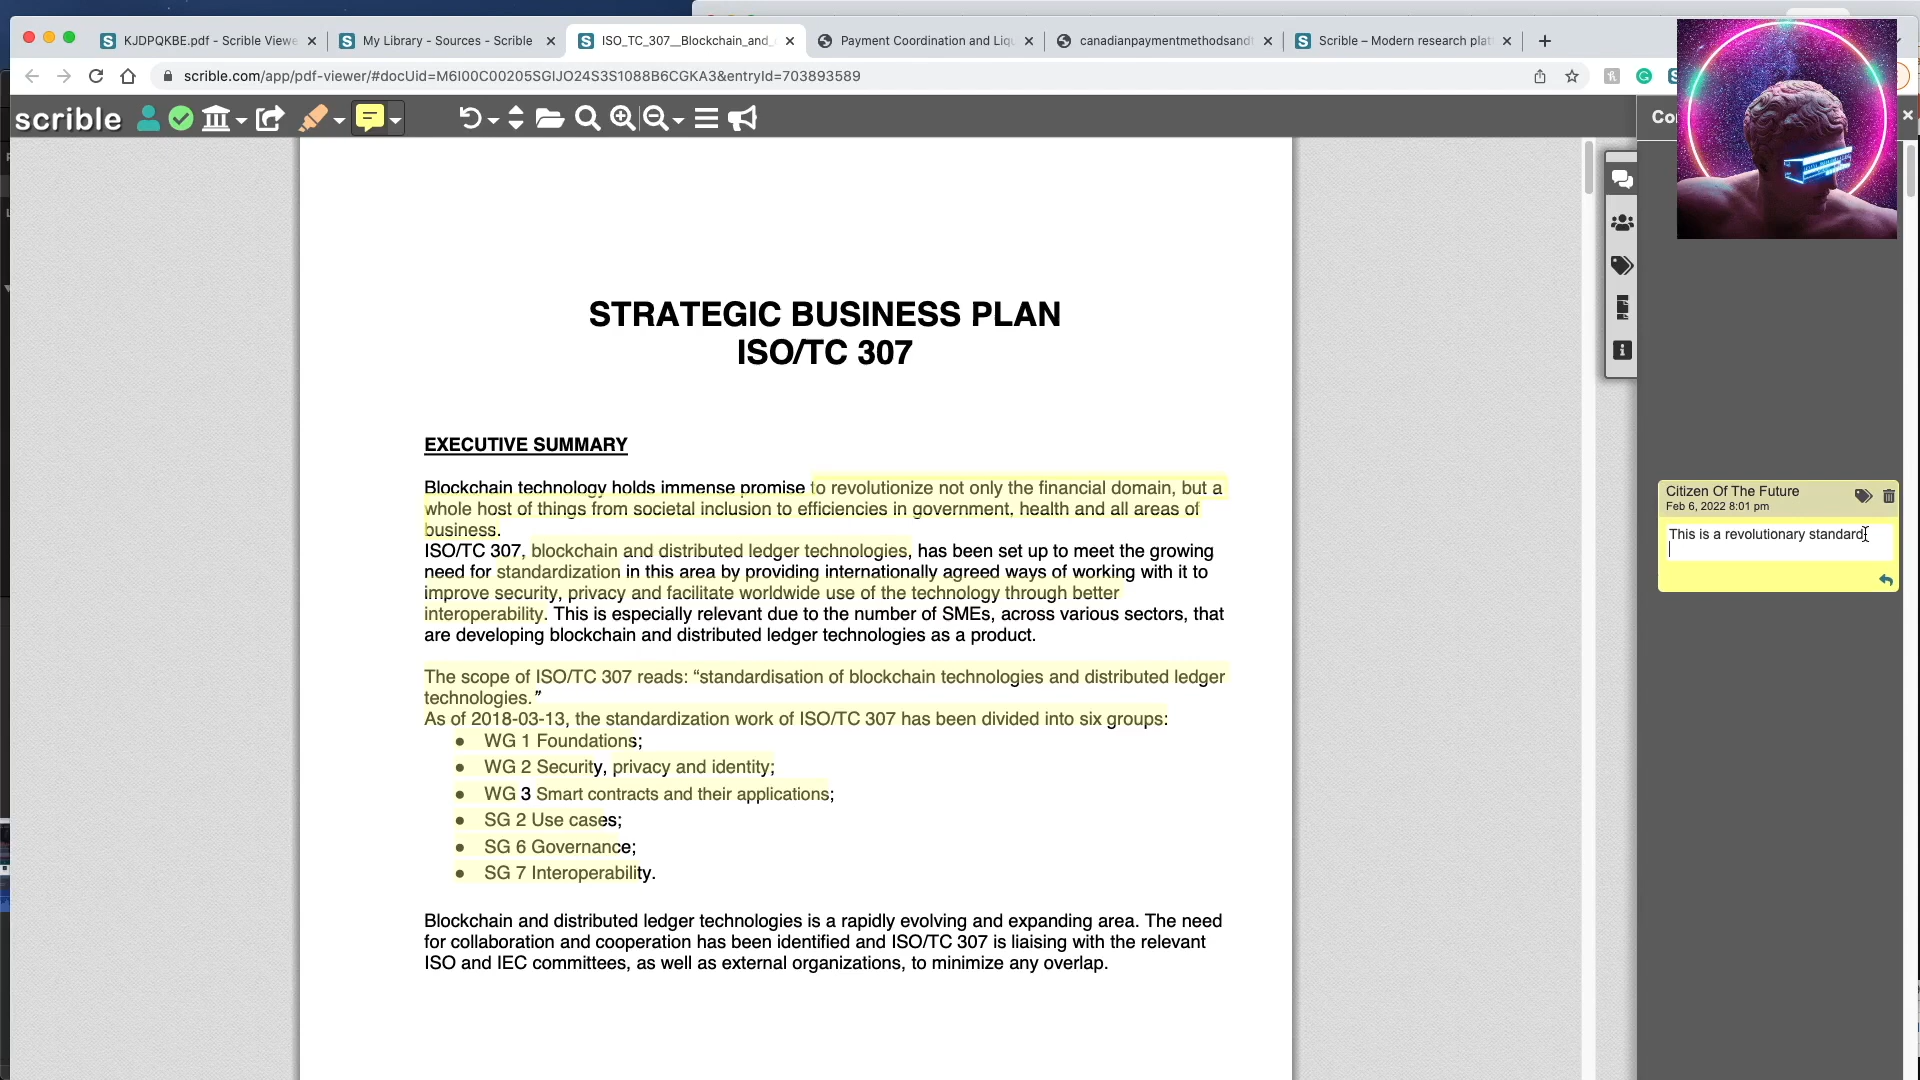 KJDPQKBE.pdf - Scrible Viewe
My Library - Sources - Scrible
ISO_TC_307__Blockchain_and_
Payment Coordination and Liq
canadianpaymentmethodsandt
Scrible – Modern research plat
scrible.com/app/pdf-viewer/#docUid=M6I00C00205SGIJO24S3S1088B6CGKA3&entryId=703893589
scrible
Co
STRATEGIC BUSINESS PLAN
ISO/TC 307
EXECUTIVE SUMMARY
Blockchain technology holds immense promise to revolutionize not only the financial domain, but a
whole host of things from societal inclusion to efficiencies in government, health and all areas of
business.
ISO/TC 307, blockchain and distributed ledger technologies, has been set up to meet the growing
need for standardization in this area by providing internationally agreed ways of working with it to
improve security, privacy and facilitate worldwide use of the technology through better
interoperability. This is especially relevant due to the number of SMEs, across various sectors, that
are developing blockchain and distributed ledger technologies as a product.
The scope of ISO/TC 307 reads: “standardisation of blockchain technologies and distributed ledger
technologies.”
As of 2018-03-13, the standardization work of ISO/TC 307 has been divided into six groups:
● WG 1 Foundations;
● WG 2 Security, privacy and identity;
● WG 3 Smart contracts and their applications;
● SG 2 Use cases;
● SG 6 Governance;
● SG 7 Interoperability.
Blockchain and distributed ledger technologies is a rapidly evolving and expanding area. The need
for collaboration and cooperation has been identified and ISO/TC 307 is liaising with the relevant
ISO and IEC committees, as well as external organizations, to minimize any overlap.
Citizen Of The Future
Feb 6, 2022 8:01 pm
This is a revolutionary standard